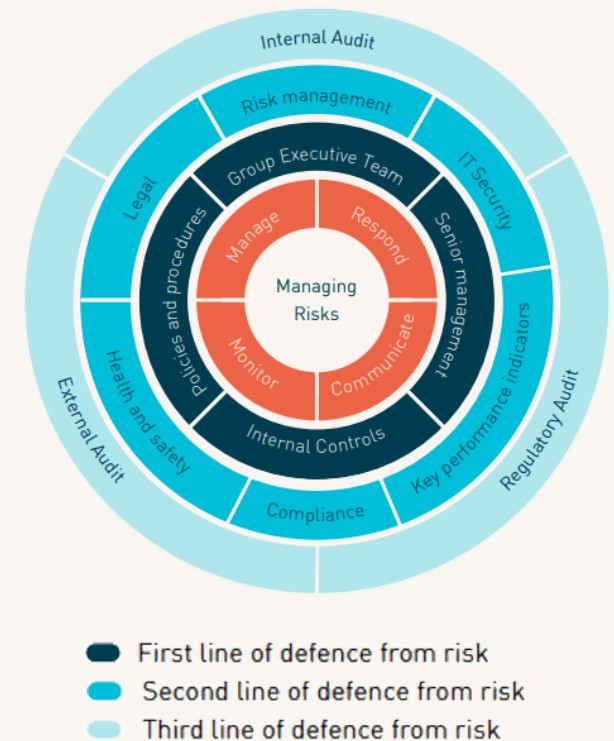 Internal Audit
Risk management
Legal
IT Security
Group Executive Team
Policies and procedures
Senior management
Manage
Respond
Managing
Risks
Monitor
Communicate
Internal Controls
Health and safety
Key performance indicators
Compliance
External Audit
Regulatory Audit
First line of defence from risk
Second line of defence from risk
Third line of defence from risk